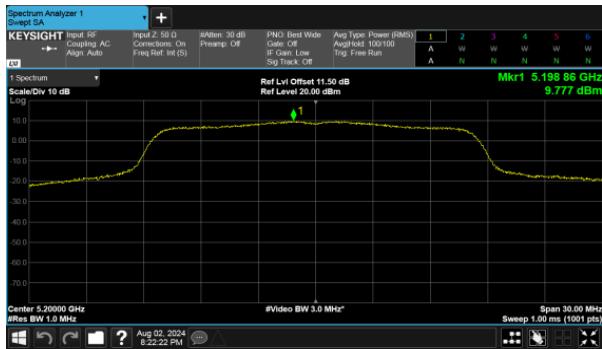 Spectrum Analyzer 1
Swept SA
+
KEYSIGHT
Input: RF
Coupling: AC
Align: Auto
Input Z: 50 Ω
Corrections: On
Freq Ref: Int (S)
#Atten: 30 dB
Preamp: Off
PNO: Best Wide
Gate: Off
IF Gain: Low
Sig Track: Off
Avg Type: Power (RMS)
Avg|Hold: 100/100
Trig: Free Run
1 2 3 4 5 6
A W W W W W
A N N N N N
LXI
1 Spectrum
Scale/Div 10 dB
Ref Lvl Offset 11.50 dB
Ref Level 20.00 dBm
Mkr1 5.198 86 GHz
9.777 dBm
Log
1
10.0
0.00
-10.0
-20.0
-30.0
-40.0
-50.0
-60.0
-70.0
Center 5.20000 GHz
#Res BW 1.0 MHz
#Video BW 3.0 MHz*
Span 30.00 MHz
Sweep 1.00 ms (1001 pts)
?
Aug 02, 2024
8:22:22 PM